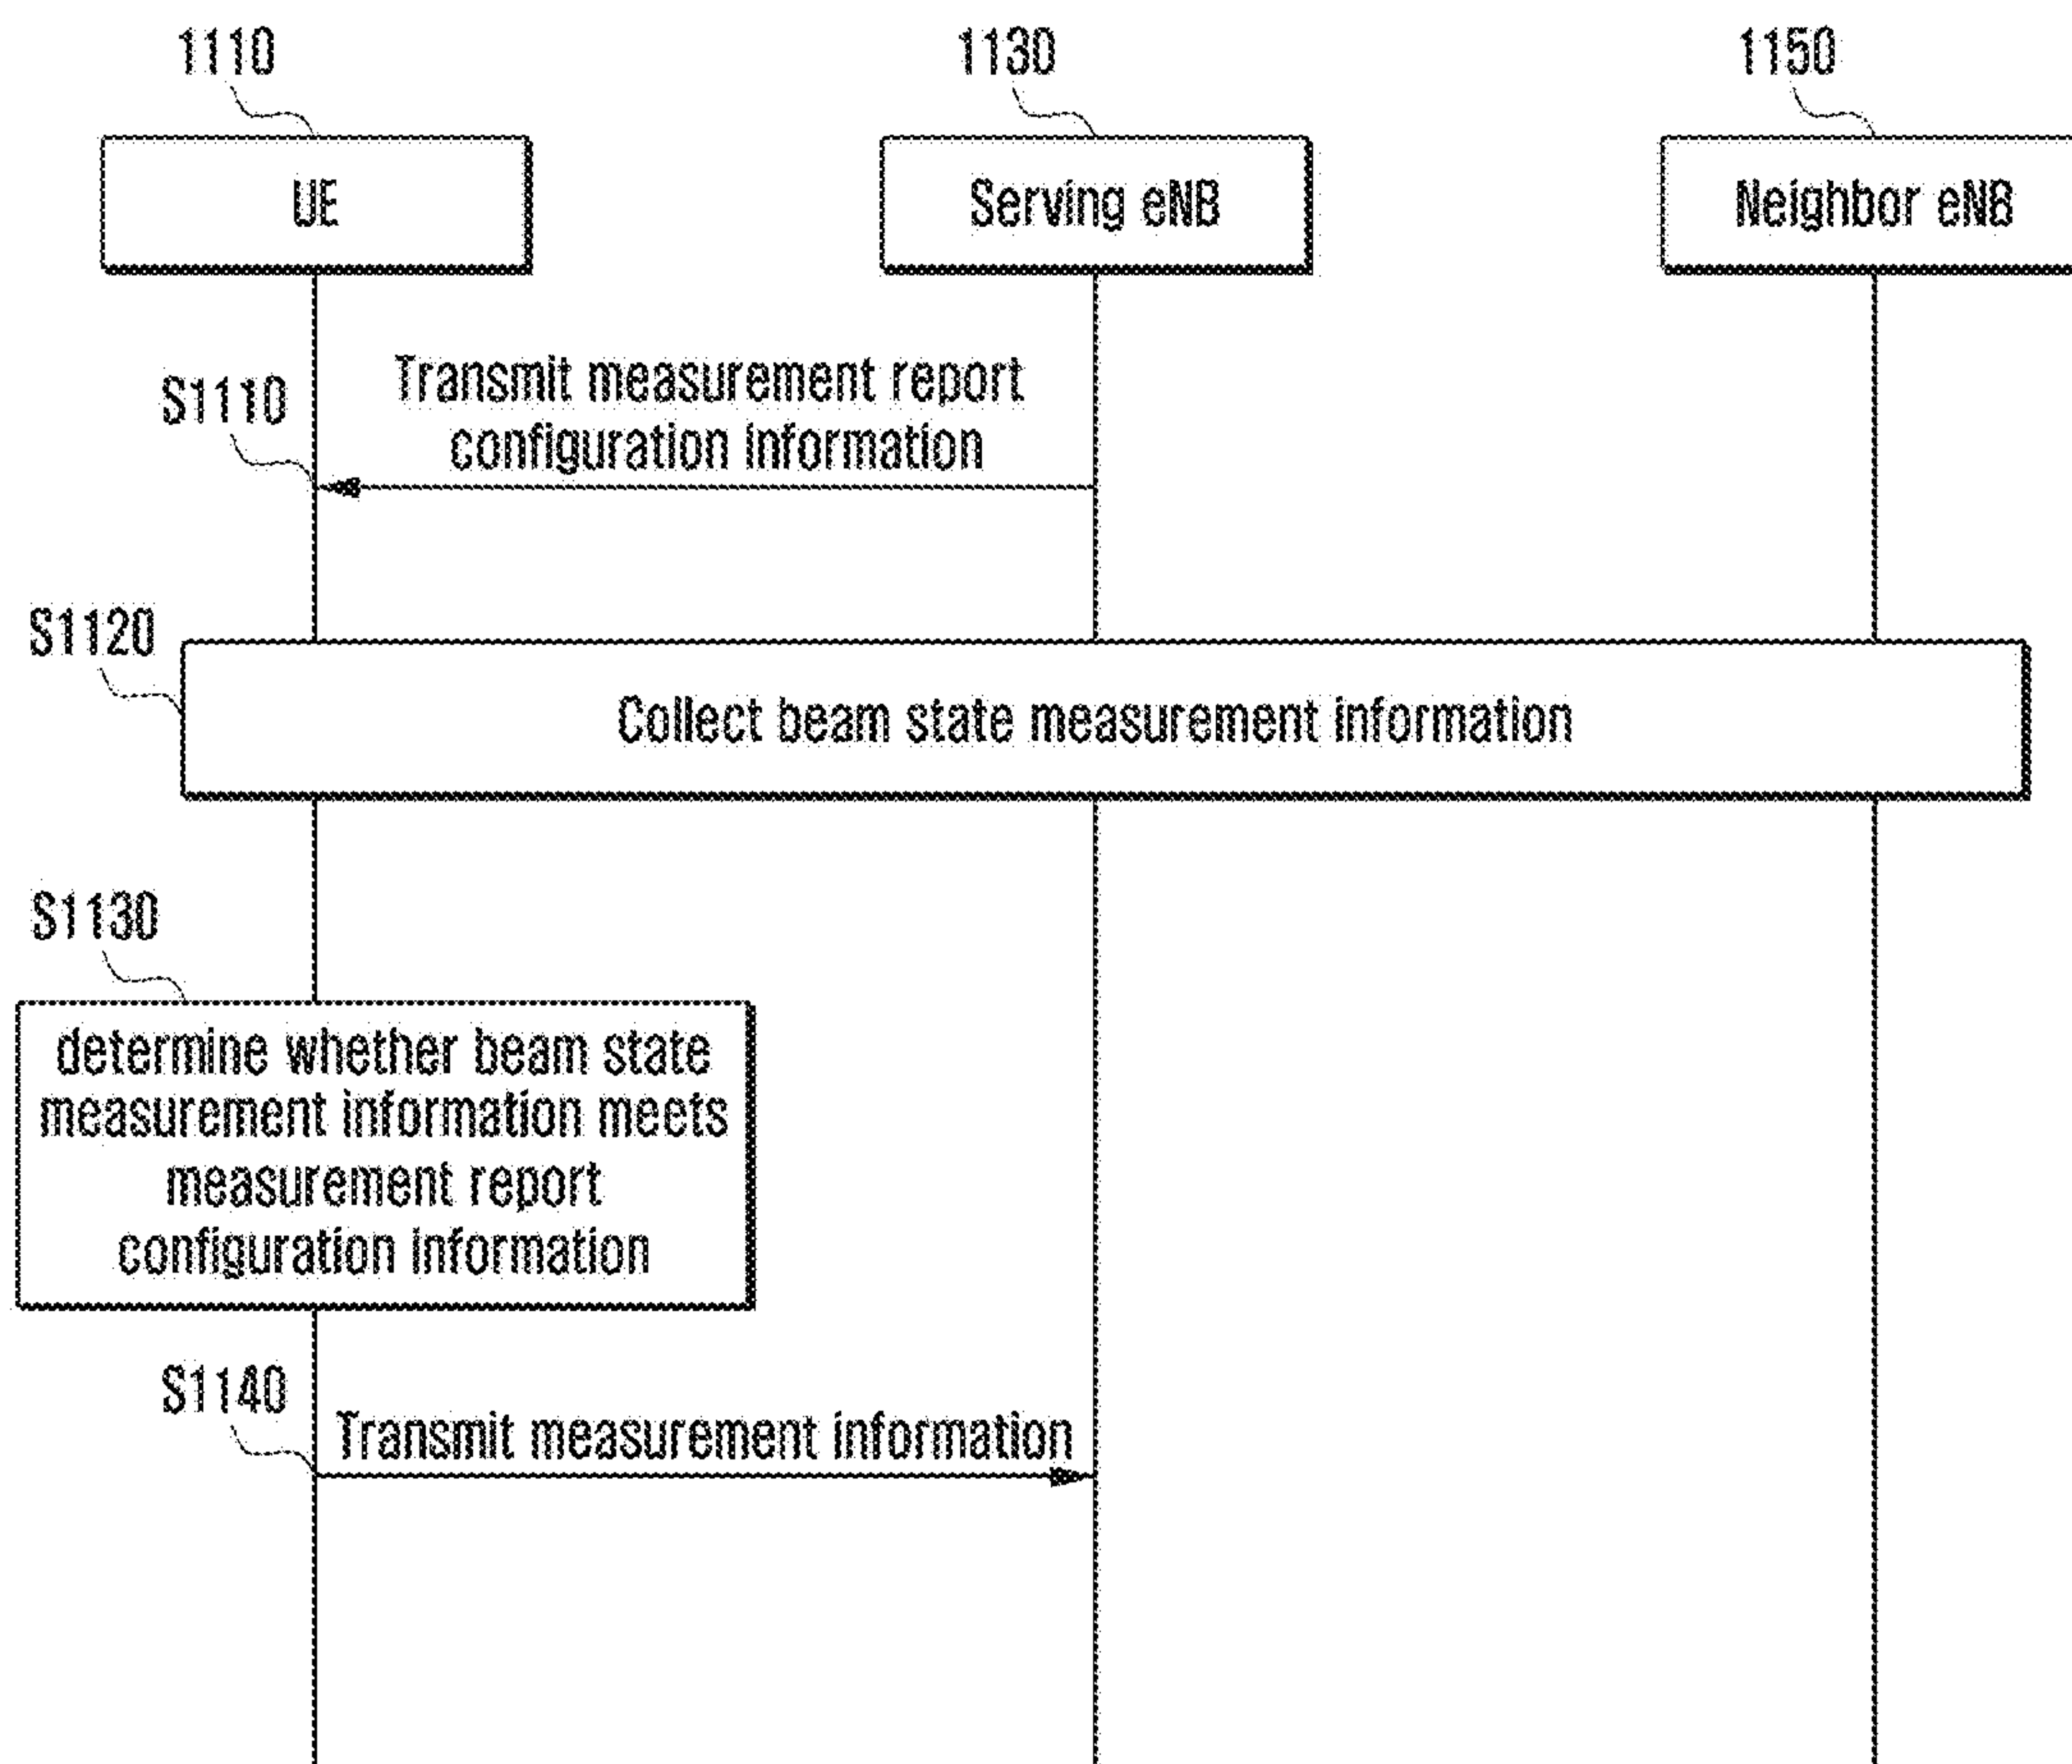 1110
1130
1150
UE
Serving eNB
Neighbor eNB
S1110
Transmit measurement report
configuration information
S1120
Collect beam state measurement information
S1130
determine whether beam state
measurement information meets
measurement report
configuration information
S1140
Transmit measurement information